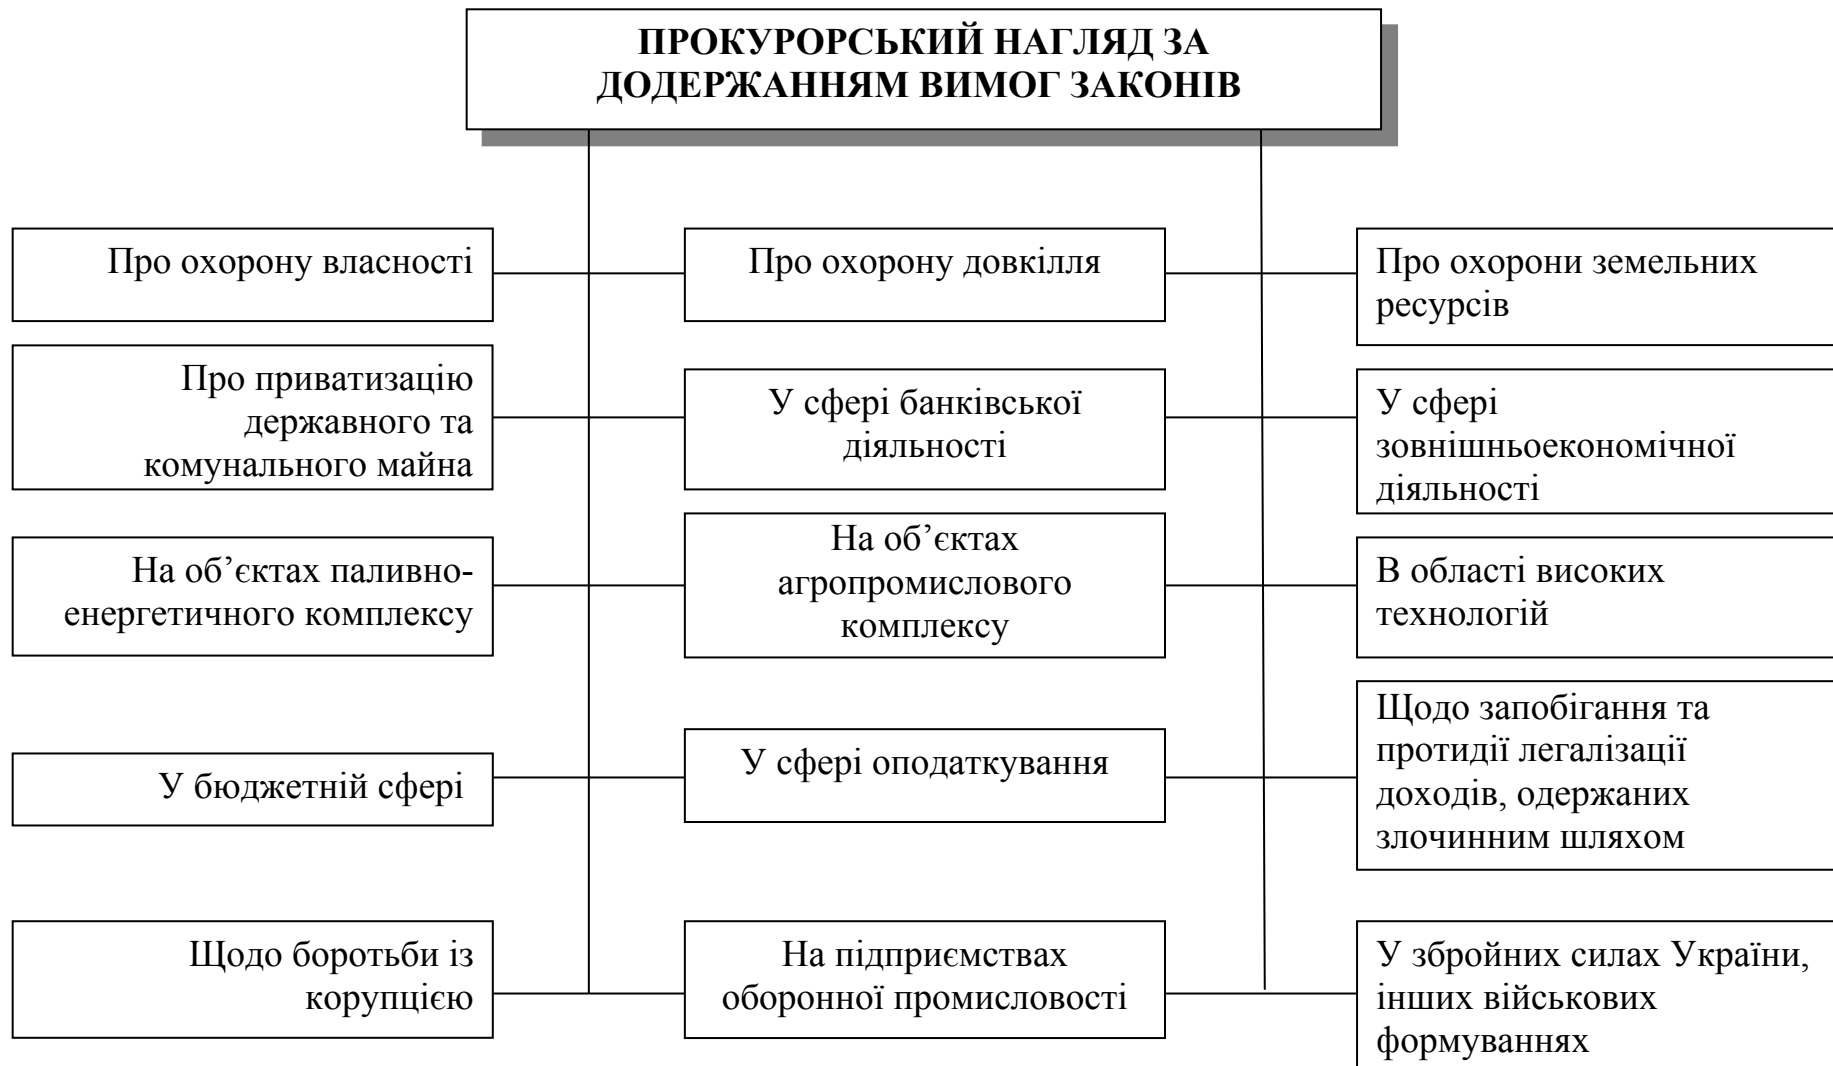 ПРОКУРОРСЬКИЙ НАГЛЯД ЗА
ДОДЕРЖАННЯМ ВИМОГ ЗАКОНІВ
Про охорону власності
Про охорону довкілля
Про охорони земельних
ресурсів
Про приватизацію
державного та
комунального майна
У сфері банківської
діяльності
У сфері
зовнішньоекономічної
діяльності
На об’єктах паливно-
енергетичного комплексу
На об’єктах
агропромислового
комплексу
В області високих
технологій
У бюджетній сфері
У сфері оподаткування
Щодо запобігання та
протидії легалізації
доходів, одержаних
злочинним шляхом
Щодо боротьби із
корупцією
На підприємствах
оборонної промисловості
У збройних силах України,
інших військових
формуваннях